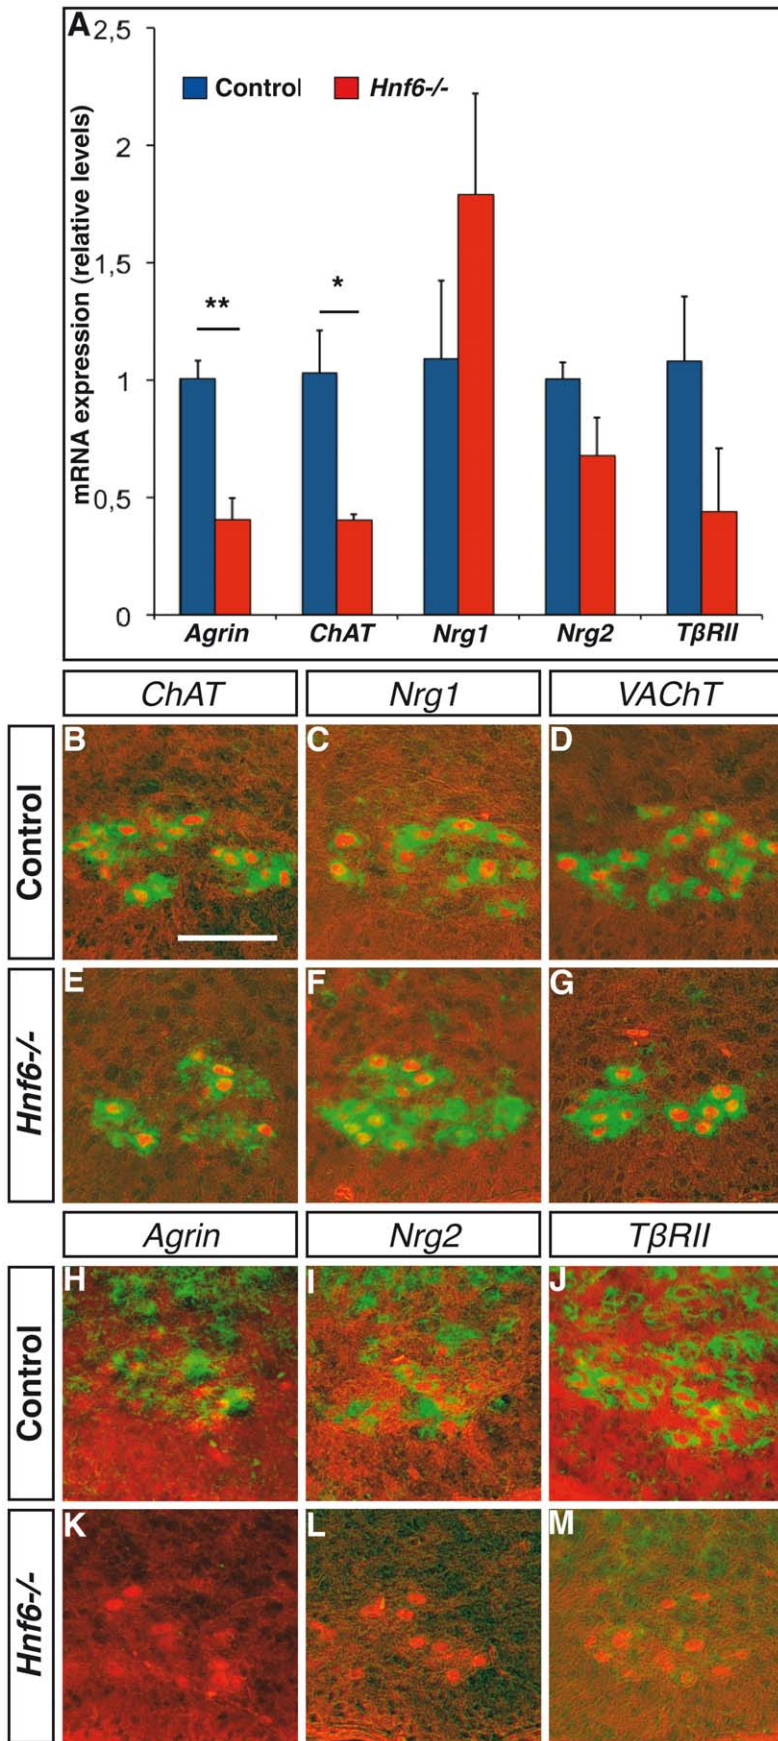 A
2,5
Control
Hnf6-/-
2
1,5
1
0,5
0
mRNA expression (relative levels)
**
*
Agrin ChAT Nrg1 Nrg2 TβRII
ChAT Nrg1 VAChT
Control
B C D
Hnf6-/-
E F G
Agrin Nrg2 TβRII
Control
H I J
Hnf6-/-
K L M